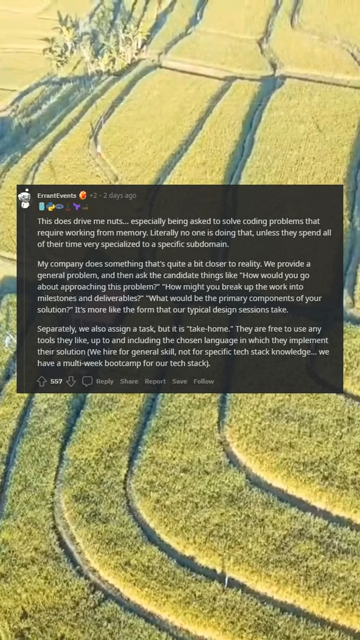 ErrantEvents +2 · 2 days ago
This does drive me nuts... especially being asked to solve coding problems that
require working from memory. Literally no one is doing that, unless they spend all
of their time very specialized to a specific subdomain.
My company does something that's quite a bit closer to reality. We provide a
general problem, and then ask the candidate things like "How would you go
about approaching this problem?" "How might you break up the work into
milestones and deliverables?" "What would be the primary components of your
solution?" It's more like the form that our typical design sessions take.
Separately, we also assign a task, but it is "take-home." They are free to use any
tools they like, up to and including the chosen language in which they implement
their solution (We hire for general skill, not for specific tech stack knowledge... we
have a multi-week bootcamp for our tech stack).
557 Reply Share Report Save Follow